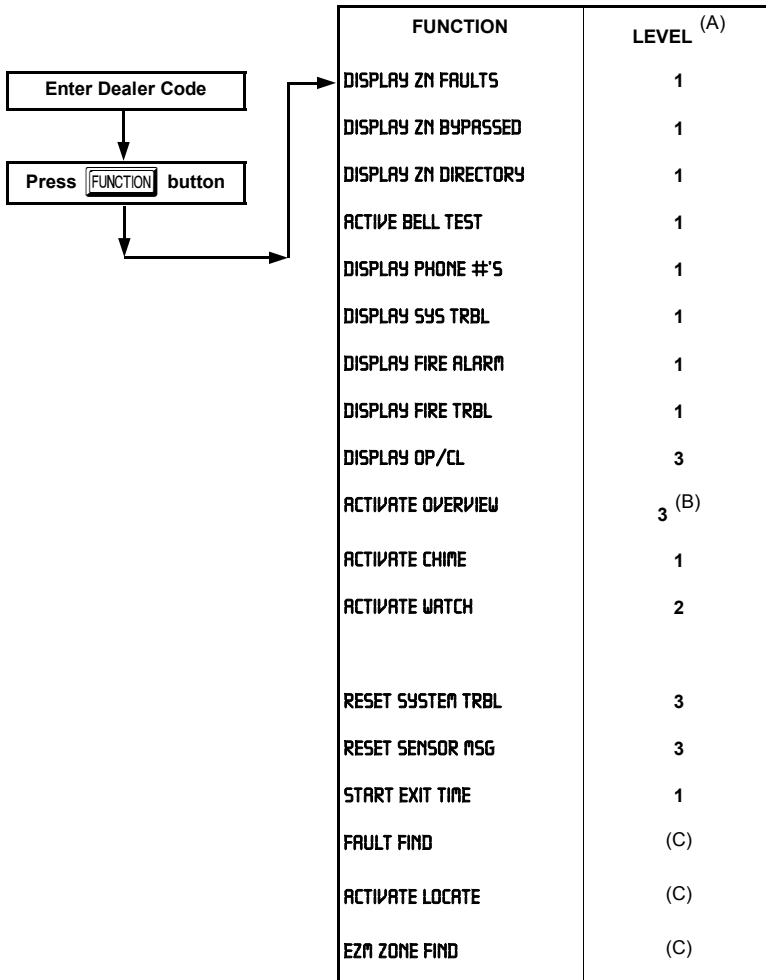 Enter Dealer Code
Press FUNCTION button
FUNCTION LEVEL (A)
DISPLAY ZN FAULTS 1
DISPLAY ZN BYPASSED 1
DISPLAY ZN DIRECTORY 1
ACTIVE BELL TEST 1
DISPLAY PHONE #'S 1
DISPLAY SYS TRBL 1
DISPLAY FIRE ALARM 1
DISPLAY FIRE TRBL 1
DISPLAY OP/CL 3
ACTIVATE OVERVIEW 3 (B)
ACTIVATE CHIME 1
ACTIVATE WATCH 2
RESET SYSTEM TRBL 3
RESET SENSOR MSG 3
START EXIT TIME 1
FAULT FIND (C)
ACTIVATE LOCATE (C)
EZM ZONE FIND (C)